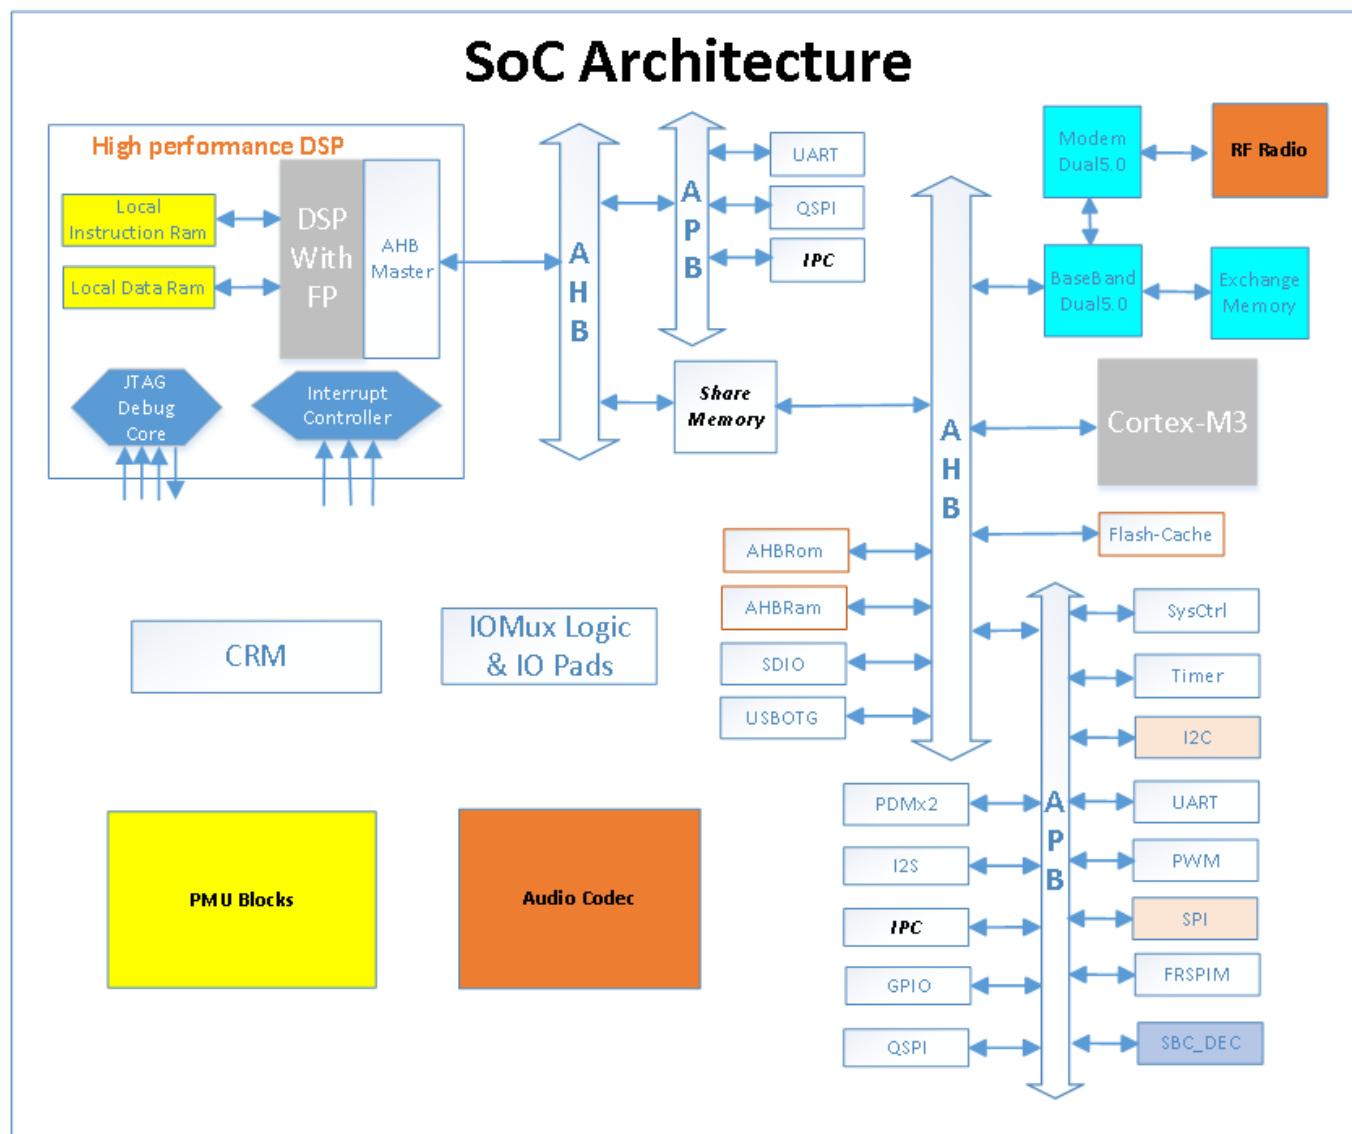 SoC Architecture
High performance DSP
Local
Instruction Ram
Local Data Ram
DSP
With
FP
AHB
Master
JTAG
Debug
Core
Interrupt
Controller
A
H
B
A
P
B
UART
QSPI
IPC
Share
Memory
A
H
B
Modem
Dual5.0
RF Radio
BaseBand
Dual5.0
Exchange
Memory
Cortex-M3
Flash-Cache
AHBRom
AHBRam
SDIO
USBOTG
CRM
IOMux Logic
& IO Pads
PMU Blocks
Audio Codec
A
P
B
SysCtrl
Timer
I2C
UART
PWM
SPI
FRSPIM
SBC_DEC
PDMx2
I2S
IPC
GPIO
QSPI